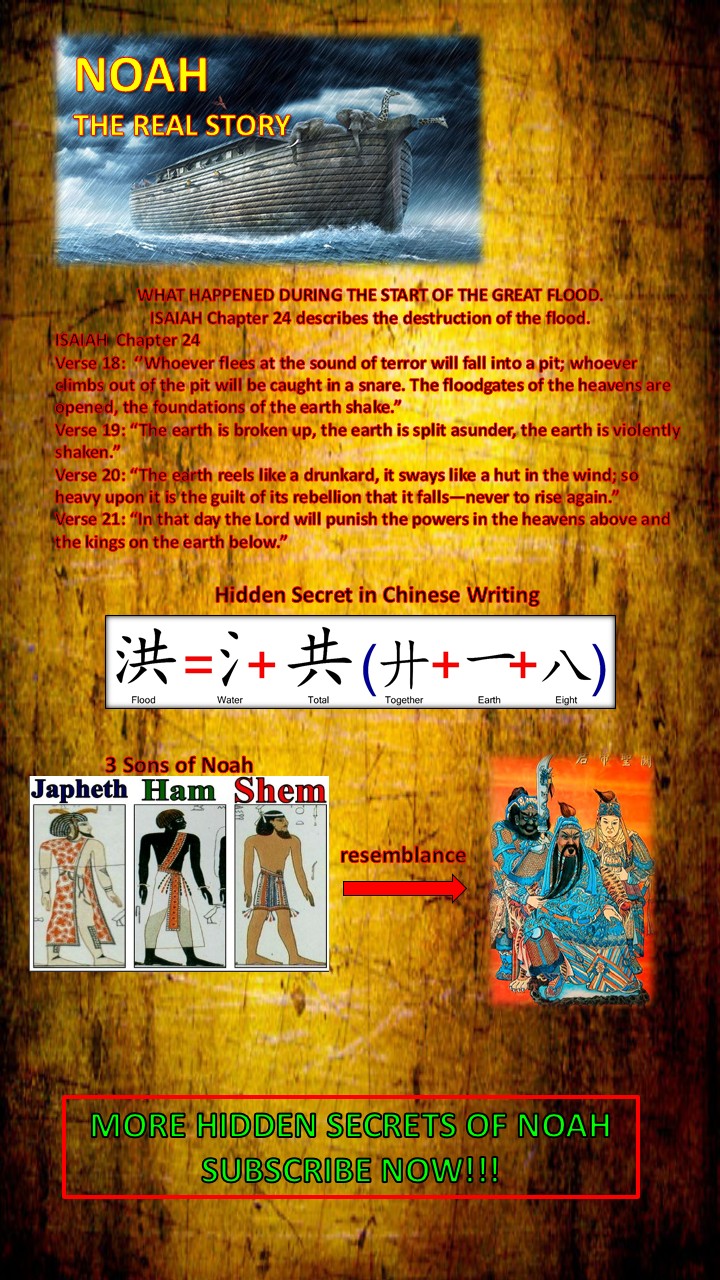 NOAH
THE REAL STORY
WHAT HAPPENED DURING THE START OF THE GREAT FLOOD.
ISAIAH Chapter 24 describes the destruction of the flood.
ISAIAH Chapter 24
Verse 18: “Whoever flees at the sound of terror will fall into a pit; whoever
climbs out of the pit will be caught in a snare. The floodgates of the heavens are
opened, the foundations of the earth shake.”
Verse 19: “The earth is broken up, the earth is split asunder, the earth is violently
shaken.”
Verse 20: “The earth reels like a drunkard, it sways like a hut in the wind; so
heavy upon it is the guilt of its rebellion that it falls—never to rise again.”
Verse 21: “In that day the Lord will punish the powers in the heavens above and
the kings on the earth below.”
Hidden Secret in Chinese Writing
洪=氵+共(廾+一+八)
Flood Water Total Together Earth Eight
3 Sons of Noah
Japheth Ham Shem
resemblance
MORE HIDDEN SECRETS OF NOAH
SUBSCRIBE NOW!!!